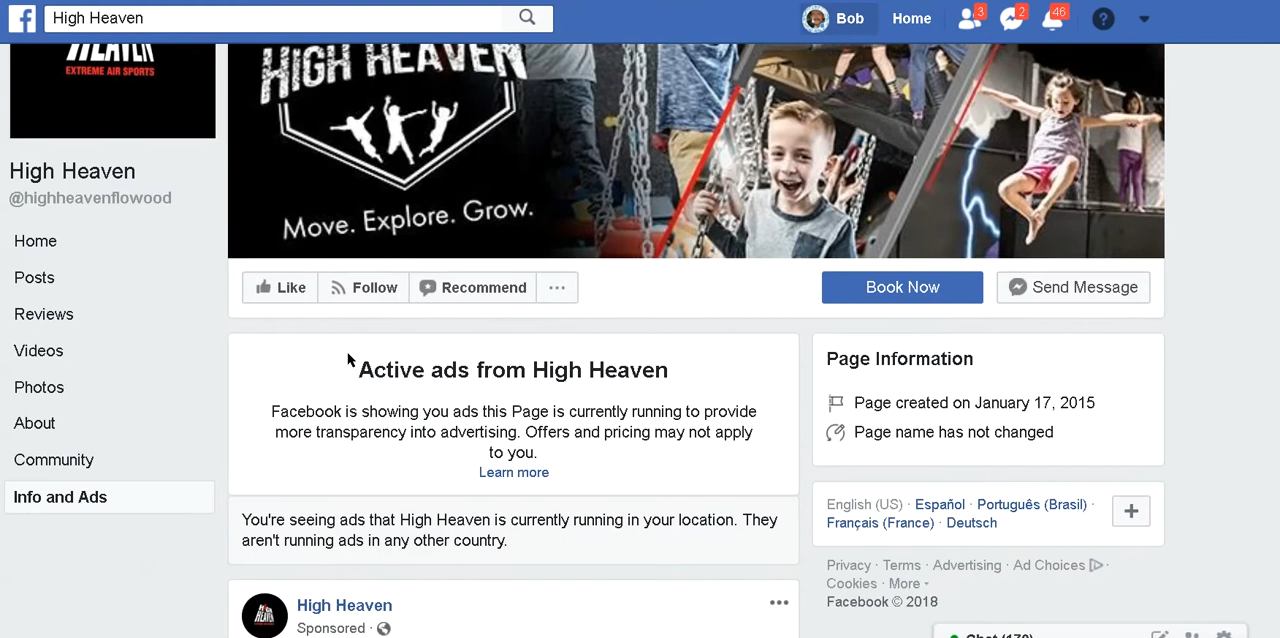 High Heaven
Bob
Home
3
2
46
?
HEAVEN
EXTREME AIR SPORTS
HIGH HEAVEN
Move. Explore. Grow.
High Heaven
@highheavenflowood
Home
Posts
Reviews
Videos
Photos
About
Community
Info and Ads
Like
Follow
Recommend
...
Book Now
Send Message
Active ads from High Heaven
Facebook is showing you ads this Page is currently running to provide
more transparency into advertising. Offers and pricing may not apply
to you.
Learn more
You're seeing ads that High Heaven is currently running in your location. They
aren't running ads in any other country.
HIGH
HEAVEN
High Heaven
Sponsored ·
Page Information
Page created on January 17, 2015
Page name has not changed
English (US) · Español · Português (Brasil) ·
Français (France) · Deutsch
+
Privacy · Terms · Advertising · Ad Choices ·
Cookies · More
Facebook © 2018
Chat (170)